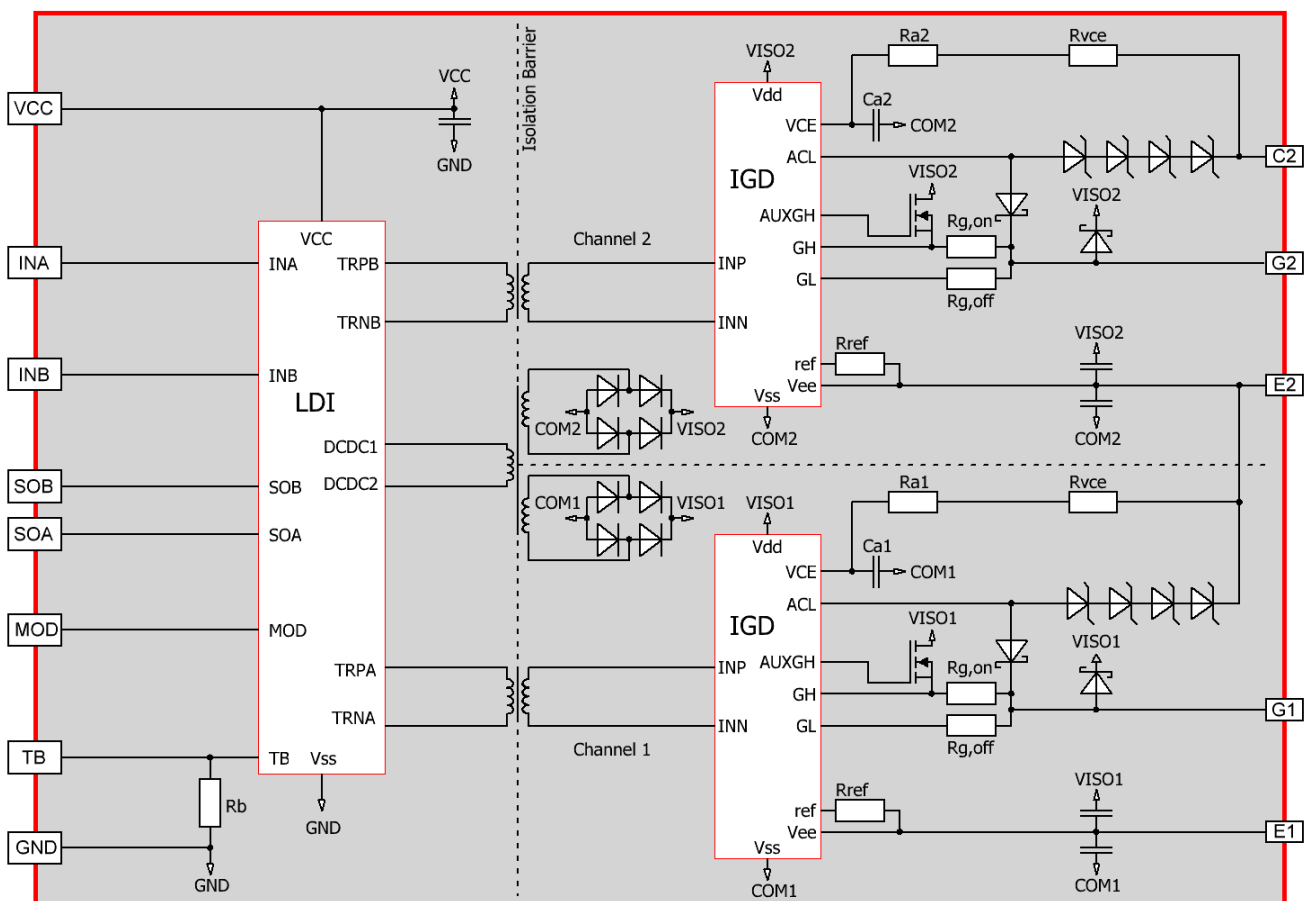 Isolation Barrier
Ra2
Rvce
VISO2
VCC
Vdd
Ca2
VCC
VCE
COM2
GND
ACL
C2
IGD
VISO2
VISO2
AUXGH
Rg,on
VCC
Channel 2
GH
INA
INA
TRPB
INP
G2
GL
Rg,off
TRNB
INN
VISO2
Rref
ref
INB
INB
Vee
E2
LDI
Vss
COM2
VISO2
COM2
COM2
DCDC1
DCDC2
SOB
SOB
Ra1
Rvce
COM1
VISO1
VISO1
SOA
SOA
Vdd
Ca1
VCE
COM1
ACL
IGD
VISO1
MOD
MOD
VISO1
AUXGH
Rg,on
TRPA
INP
GH
G1
TRNA
INN
GL
Rg,off
Channel 1
TB
TB
Vss
VISO1
Rref
Rb
ref
GND
Vee
E1
GND
Vss
GND
COM1
COM1